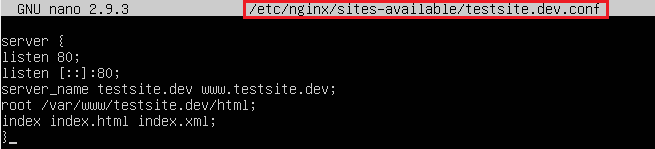 GNU nano 2.9.3 /etc/nginx/sites-available/testsite.dev.conf
server {
listen 80;
listen [::]:80;
server_name testsite.dev www.testsite.dev;
root /var/www/testsite.dev/html;
index index.html index.xml;
}_